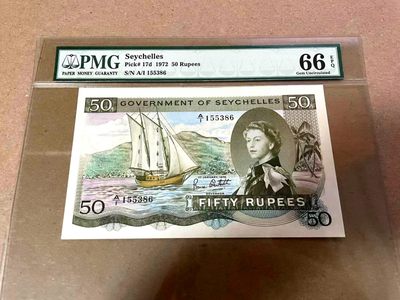 PMG
PAPER MONEY GUARANTY
Seychelles
Pick# 17d 1972 50 Rupees
S/N A/1 155386
66 EPQ
Gem Uncirculated
50 GOVERNMENT OF SEYCHELLES 50
A/1 155386
A/1 155386
GOVERNOR
50 FIFTY RUPEES 50